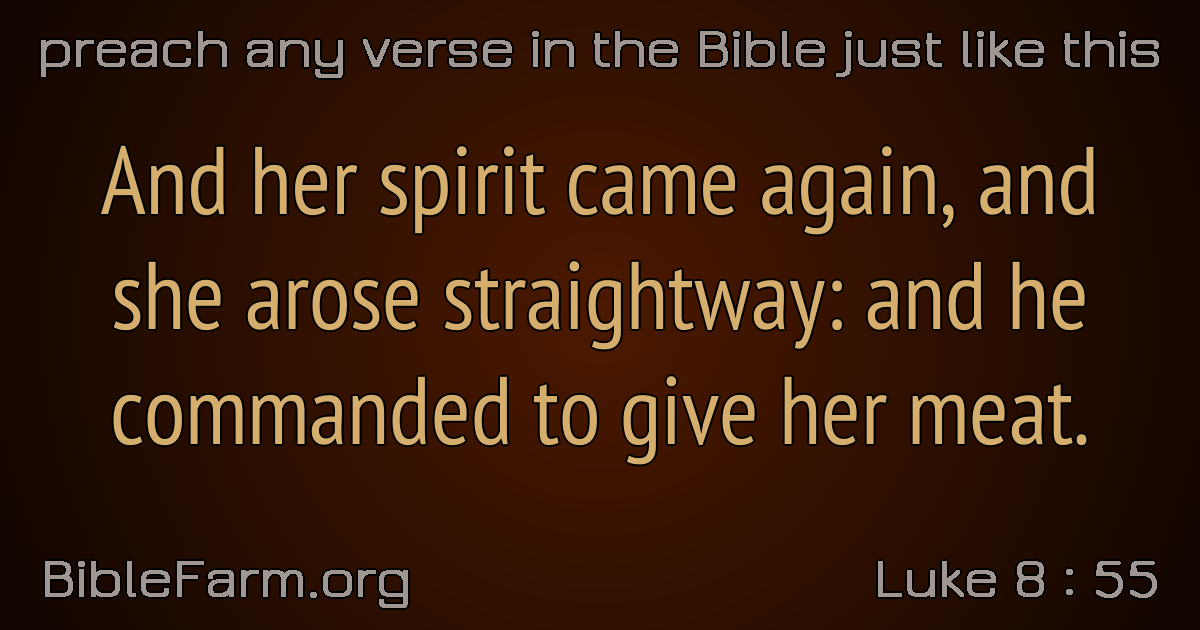 preach any verse in the Bible just like this
And her spirit came again, and
she arose straightway: and he
commanded to give her meat.
BibleFarm.org
Luke 8 : 55